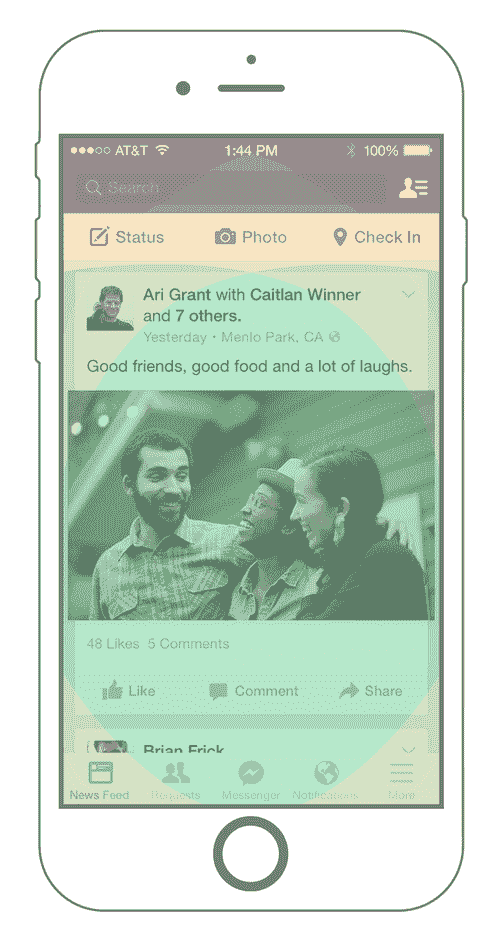 AT&T 1:44 PM 100%
Search
Status Photo Check In
Ari Grant with Caitlan Winner
and 7 others.
Yesterday • Menlo Park, CA
Good friends, good food and a lot of laughs.
48 Likes 5 Comments
Like Comment Share
Brian Frick
News Feed Requests Messenger Notifications More